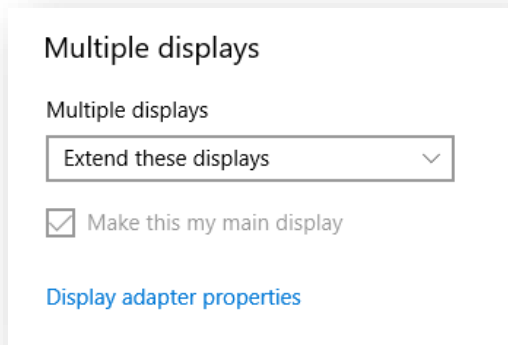 Multiple displays
Multiple displays
Extend these displays
Make this my main display
Display adapter properties